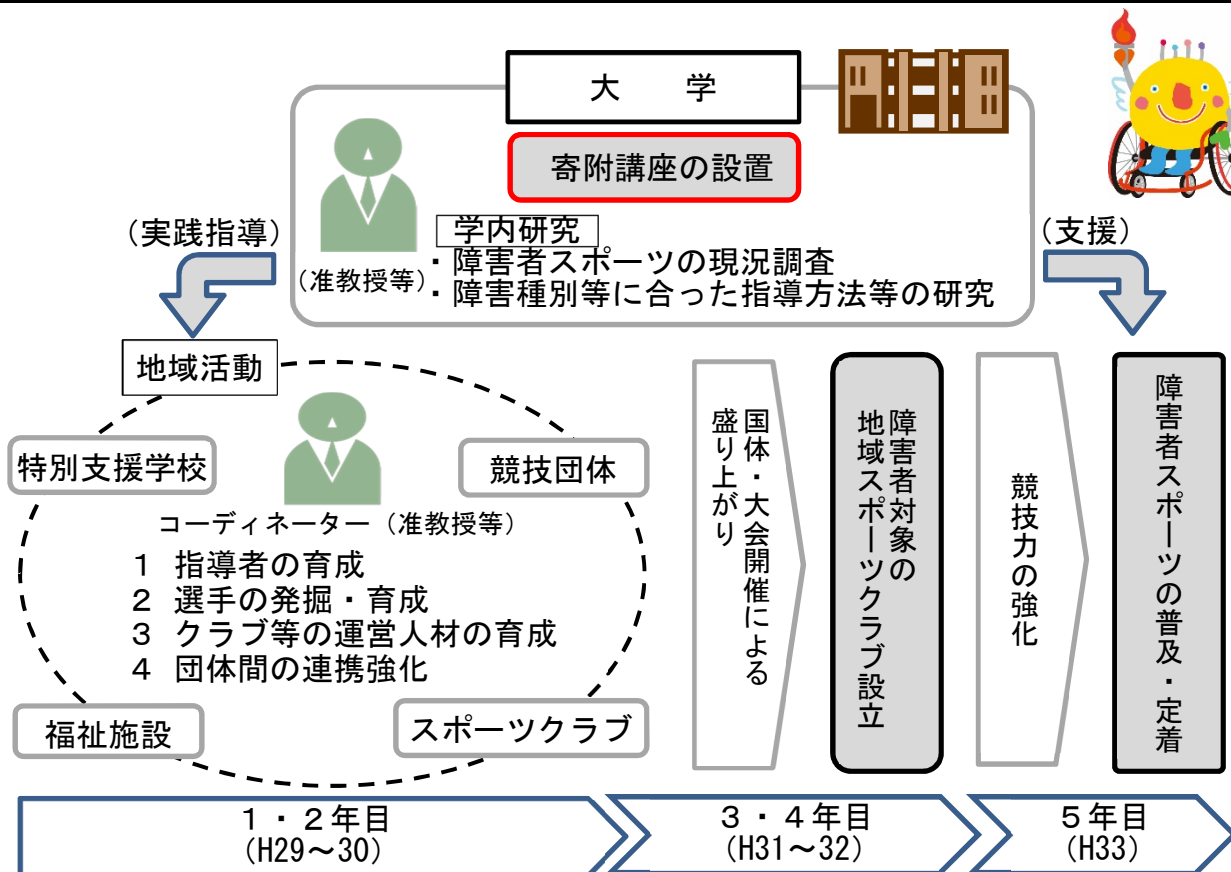 大　学
寄附講座の設置
（実践指導）
（准教授等）
学内研究
・障害者スポーツの現況調査
・障害種別等に合った指導方法等の研究
（支援）
地域活動
特別支援学校
競技団体
コーディネーター（准教授等）
１　指導者の育成
２　選手の発掘・育成
３　クラブ等の運営人材の育成
４　団体間の連携強化
福祉施設
スポーツクラブ
国体・大会開催による
盛り上がり
障害者対象の
地域スポーツクラブ設立
競技力の強化
障害者スポーツの普及・定着
１・２年目
（H29～30）
３・４年目
（H31～32）
５年目
（H33）